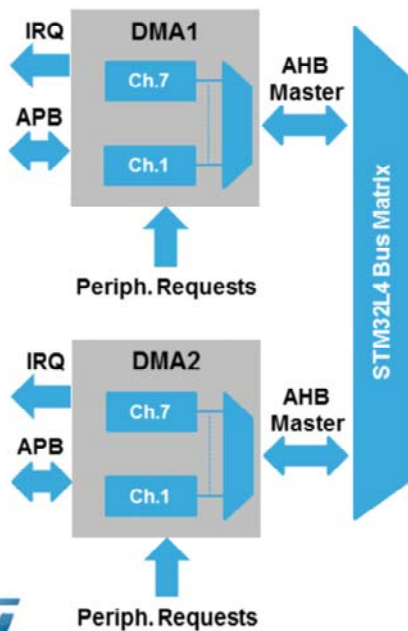 DMA1
IRQ
Ch.7
AHB
Master
APB
Ch.1
Periph. Requests
STM32L4 Bus Matrix
DMA2
IRQ
Ch.7
AHB
Master
APB
Ch.1
Periph. Requests